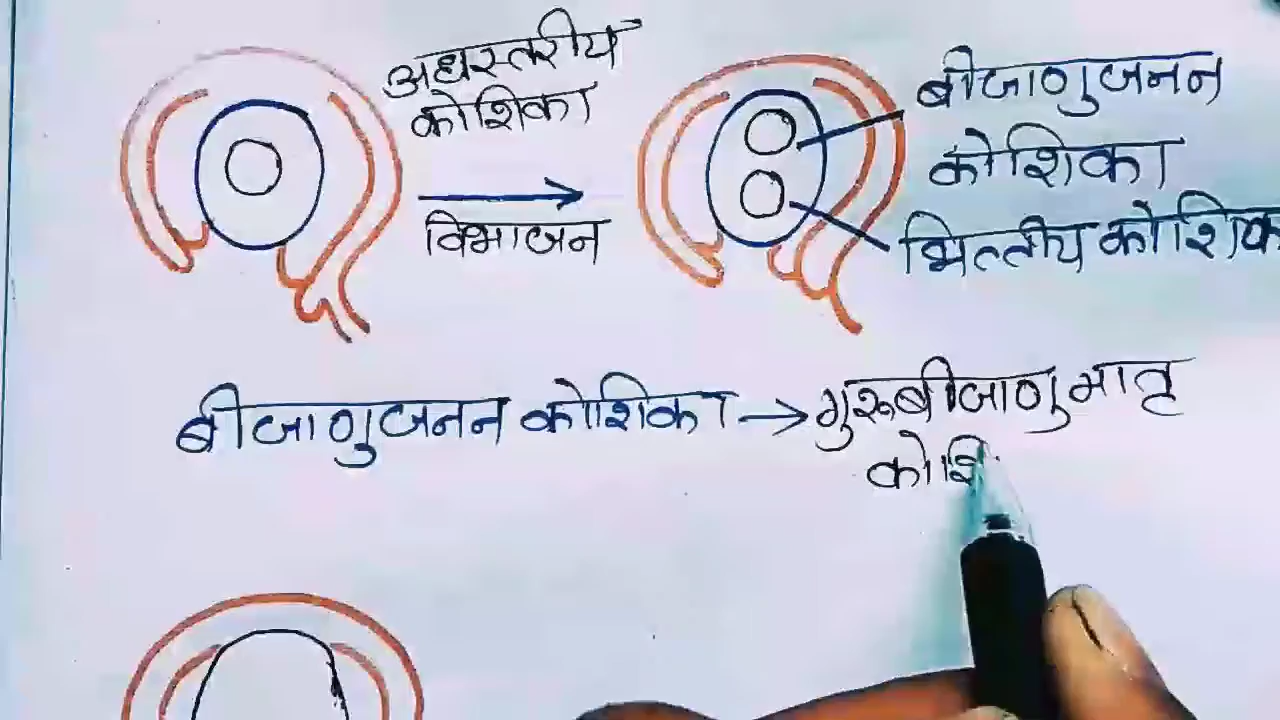 अधस्तरीय
कोशिका
विभाजन
बीजाणुजनन
कोशिका
भित्तीय कोशिक
बीजाणुजनन कोशिका → गुरूबीजाणु मातृ
कोशि